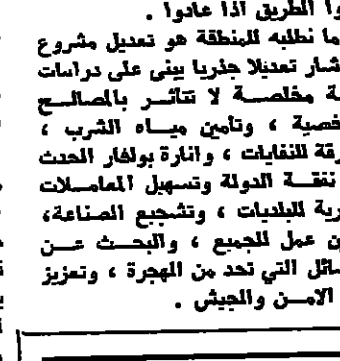 وا الطريق اذا عادوا .
ما نطلبه للمنطقة هو تعديل مشروع
شار تعديلا جذريا يبنى على دراسات
ة مخلصة لا تتأثر بالمصالح
خصية ، وتأمين مياه الشرب ،
رقة للنفايات ، وانارة بولفار الحدث
نفقة الدولة وتسهيل المعاملات
رية للبلديات ، وتشجيع الصناعة،
ن عمل للجميع ، والبحث عن
سائل التي تحد من الهجرة ، وتعزيز
الامن والجيش .